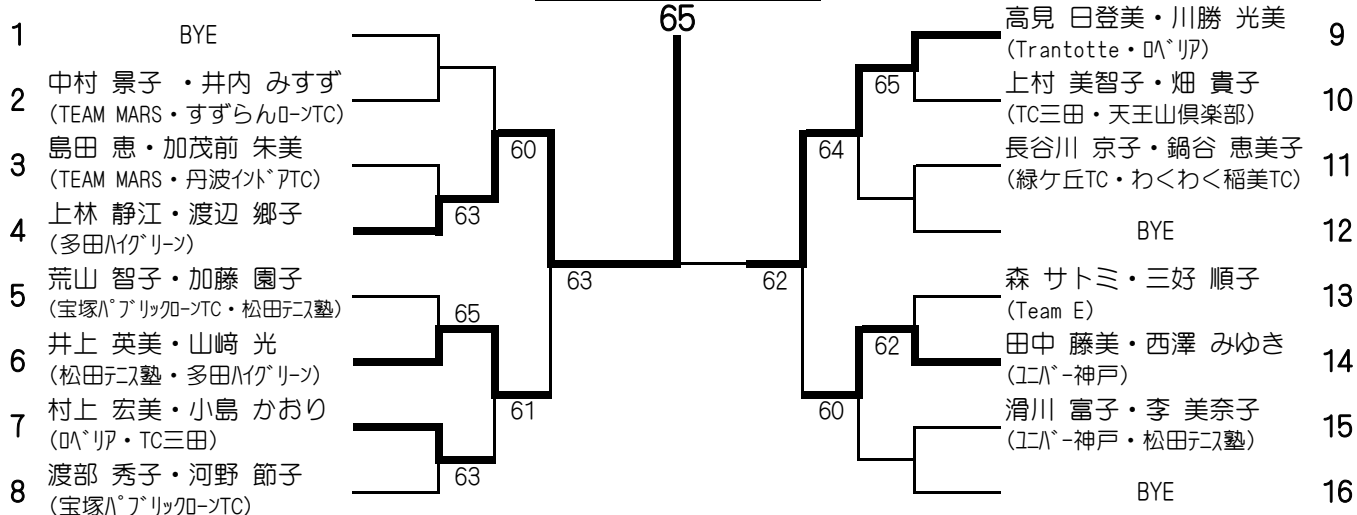 65
1 BYE
2 中村 景子 ・井内 みすず
(TEAM MARS・すずらんﾛｰﾝTC)
3 島田 恵・加茂前 朱美
(TEAM MARS・丹波ｲﾝﾄﾞｱTC)
4 上林 静江・渡辺 郷子
(多田ﾊｲｸﾞﾘｰﾝ)
5 荒山 智子・加藤 園子
(宝塚ﾊﾟﾌﾞﾘｯｸﾛｰﾝTC・松田ﾃﾆｽ塾)
6 井上 英美・山﨑 光
(松田ﾃﾆｽ塾・多田ﾊｲｸﾞﾘｰﾝ)
7 村上 宏美・小島 かおり
(ﾛﾍﾞﾘｱ・TC三田)
8 渡部 秀子・河野 節子
(宝塚ﾊﾟﾌﾞﾘｯｸﾛｰﾝTC)
60
63
63
65
61
63
高見 日登美・川勝 光美 9
(Trantotte・ﾛﾍﾞﾘｱ)
上村 美智子・畑 貴子 10
(TC三田・天王山倶楽部)
長谷川 京子・鍋谷 恵美子 11
(緑ケ丘TC・わくわく稲美TC)
BYE 12
森 サトミ・三好 順子 13
(Team E)
田中 藤美・西澤 みゆき 14
(ﾕﾆﾊﾞｰ神戸)
滑川 富子・李 美奈子 15
(ﾕﾆﾊﾞｰ神戸・松田ﾃﾆｽ塾)
BYE 16
65
64
62
62
60